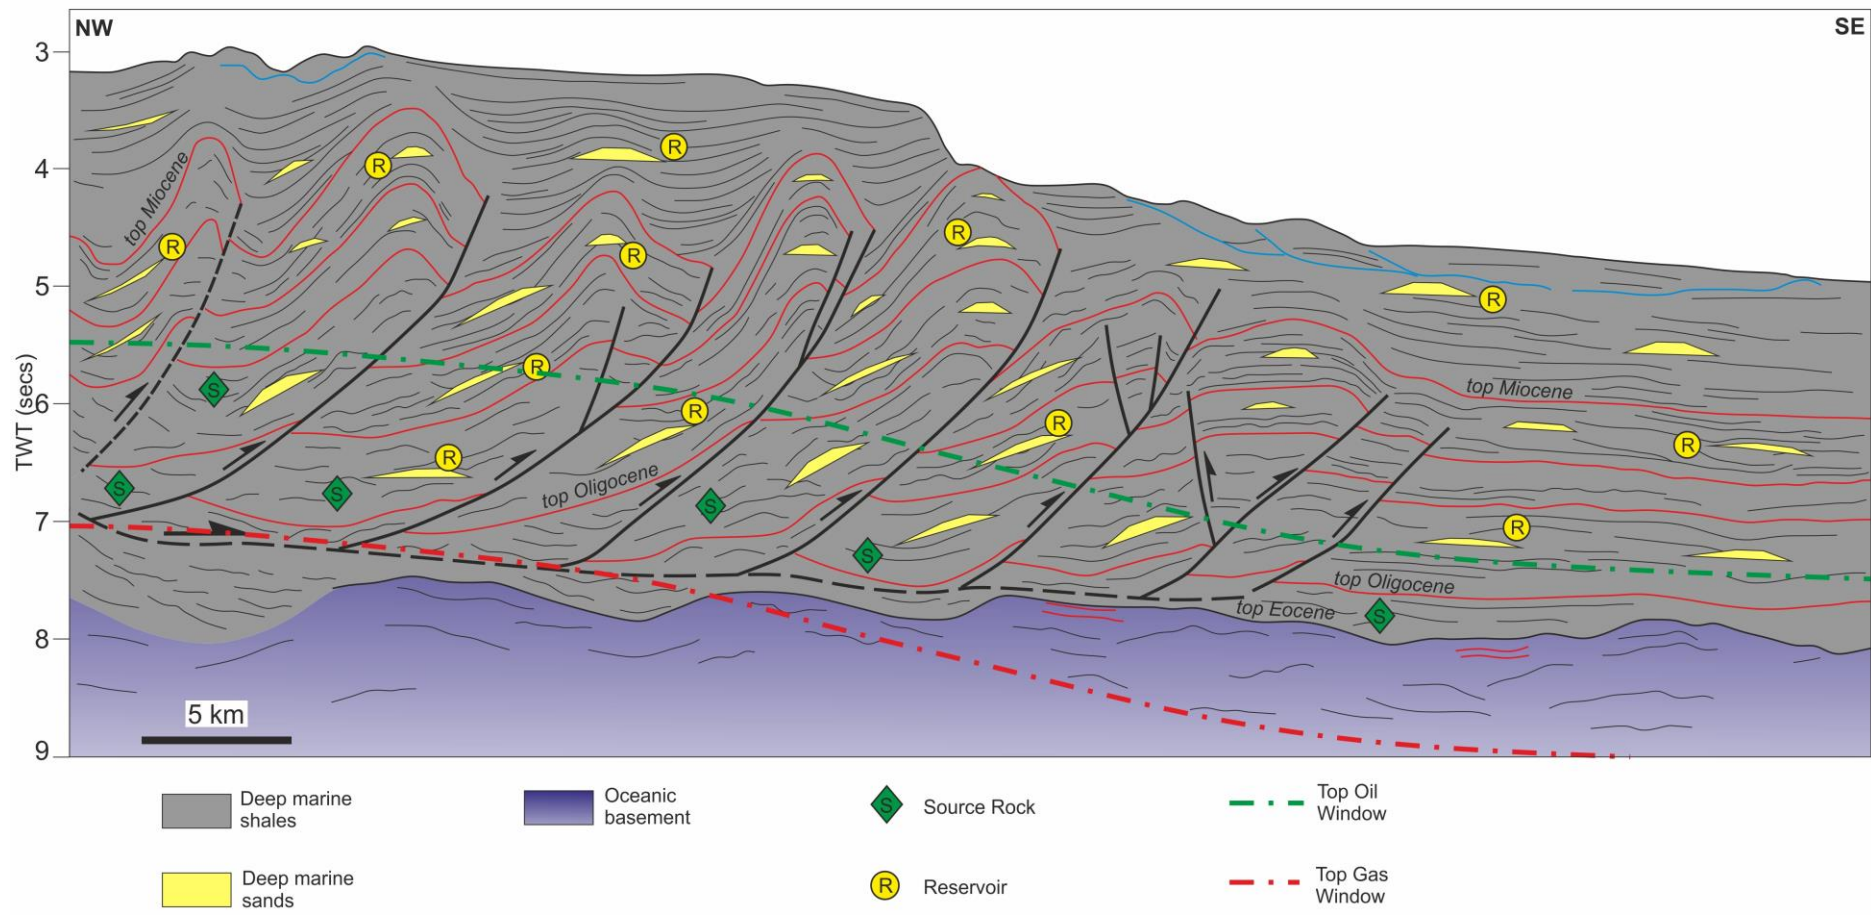 NW
SE
3
4
5
6
7
8
9
TWT (secs)
top Miocene
R
R
R
R
R
R
R
R
R
R
R
R
S
S
S
S
S
S
top Miocene
top Oligocene
top Oligocene
top Eocene
5 km
Deep marine
shales
Oceanic
basement
S
Source Rock
Top Oil
Window
Deep marine
sands
R
Reservoir
Top Gas
Window